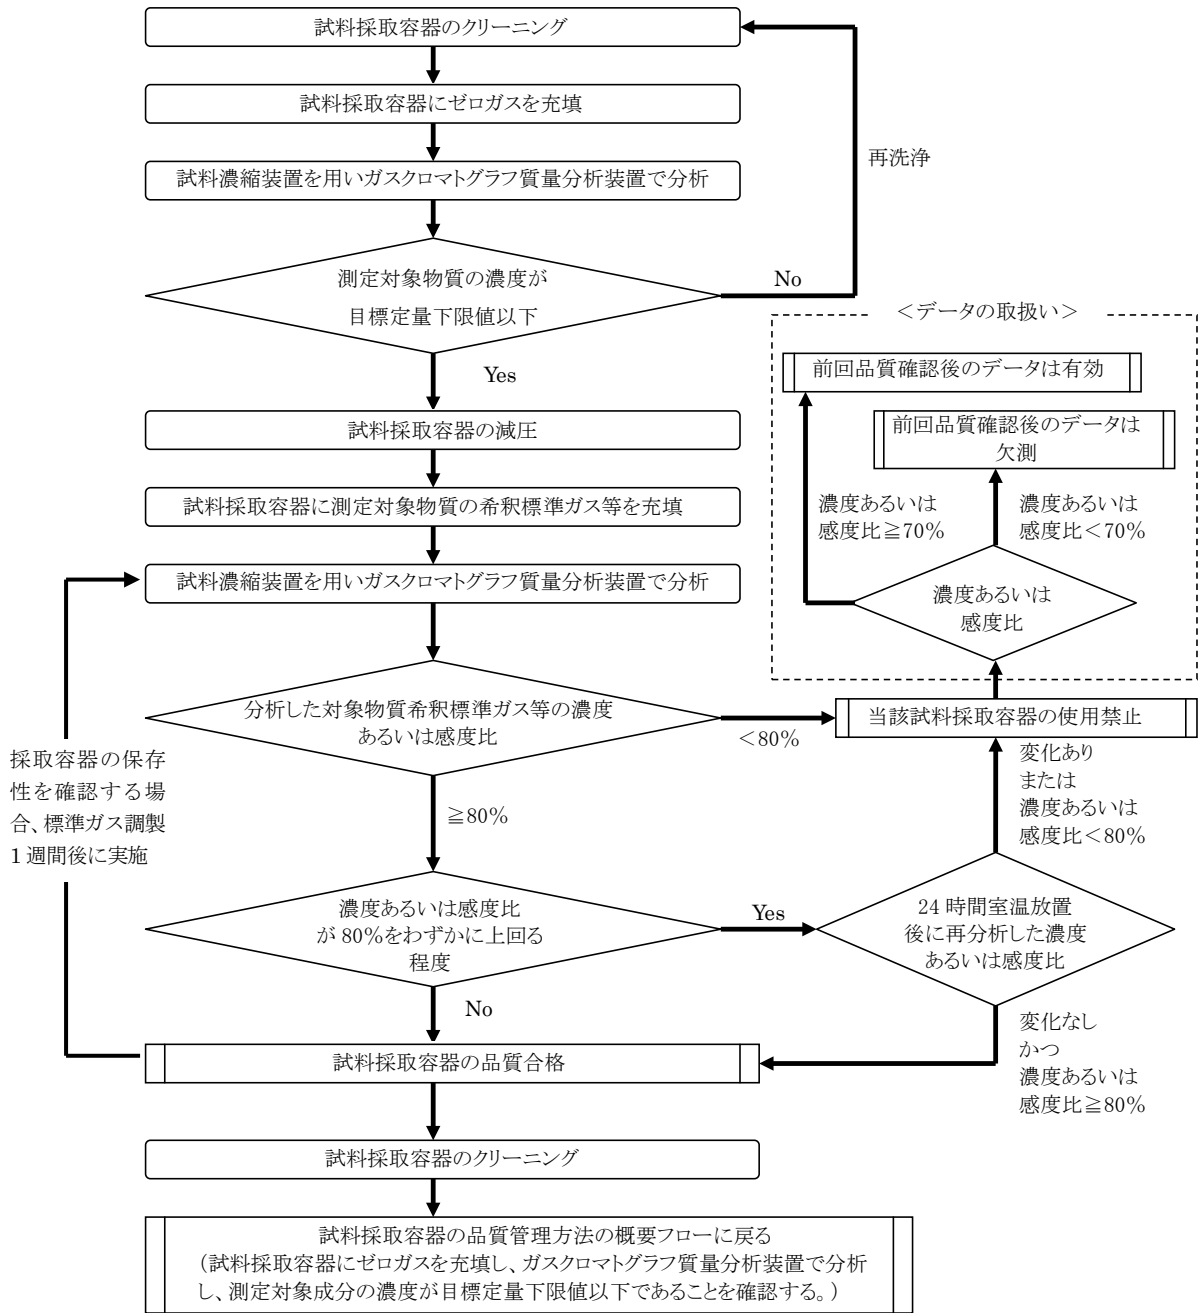 試料採取容器のクリーニング
試料採取容器にゼロガスを充填
再洗浄
試料濃縮装置を用いガスクロマトグラフ質量分析装置で分析
測定対象物質の濃度が
目標定量下限値以下
No
Yes
＜データの取扱い＞
前回品質確認後のデータは有効
前回品質確認後のデータは
欠測
濃度あるいは
感度比≧70%
濃度あるいは
感度比＜70%
濃度あるいは
感度比
試料採取容器の減圧
試料採取容器に測定対象物質の希釈標準ガス等を充填
試料濃縮装置を用いガスクロマトグラフ質量分析装置で分析
分析した対象物質希釈標準ガス等の濃度
あるいは感度比
＜80%
当該試料採取容器の使用禁止
採取容器の保存
性を確認する場
合、標準ガス調製
1 週間後に実施
≧80%
変化あり
または
濃度あるいは
感度比＜80%
濃度あるいは感度比
が 80%をわずかに上回る
程度
Yes
24 時間室温放置
後に再分析した濃度
あるいは感度比
No
変化なし
かつ
濃度あるいは
感度比≧80%
試料採取容器の品質合格
試料採取容器のクリーニング
試料採取容器の品質管理方法の概要フローに戻る
（試料採取容器にゼロガスを充填し、ガスクロマトグラフ質量分析装置で分析
し、測定対象成分の濃度が目標定量下限値以下であることを確認する。）